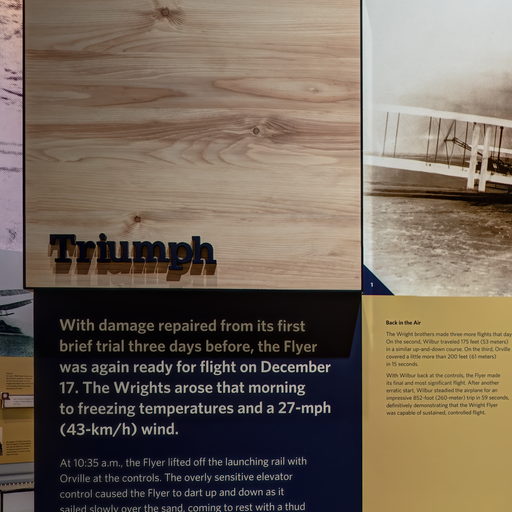 Triumph
With damage repaired from its first
brief trial three days before, the Flyer
was again ready for flight on December
17. The Wrights arose that morning
to freezing temperatures and a 27-mph
(43-km/h) wind.
At 10:35 a.m., the Flyer lifted off the launching rail with
Orville at the controls. The overly sensitive elevator
control caused the Flyer to dart up and down as it
sailed slowly over the sand, coming to rest with a thud
1
Back in the Air
The Wright brothers made three more flights that day.
On the second, Wilbur traveled 175 feet (53 meters)
in a similar up-and-down course. On the third, Orville
covered a little more than 200 feet (61 meters)
in 15 seconds.
With Wilbur back at the controls, the Flyer made
its final and most significant flight. After another
erratic start, Wilbur steadied the airplane for an
impressive 852-foot (260-meter) trip in 59 seconds,
definitively demonstrating that the Wright Flyer
was capable of sustained, controlled flight.